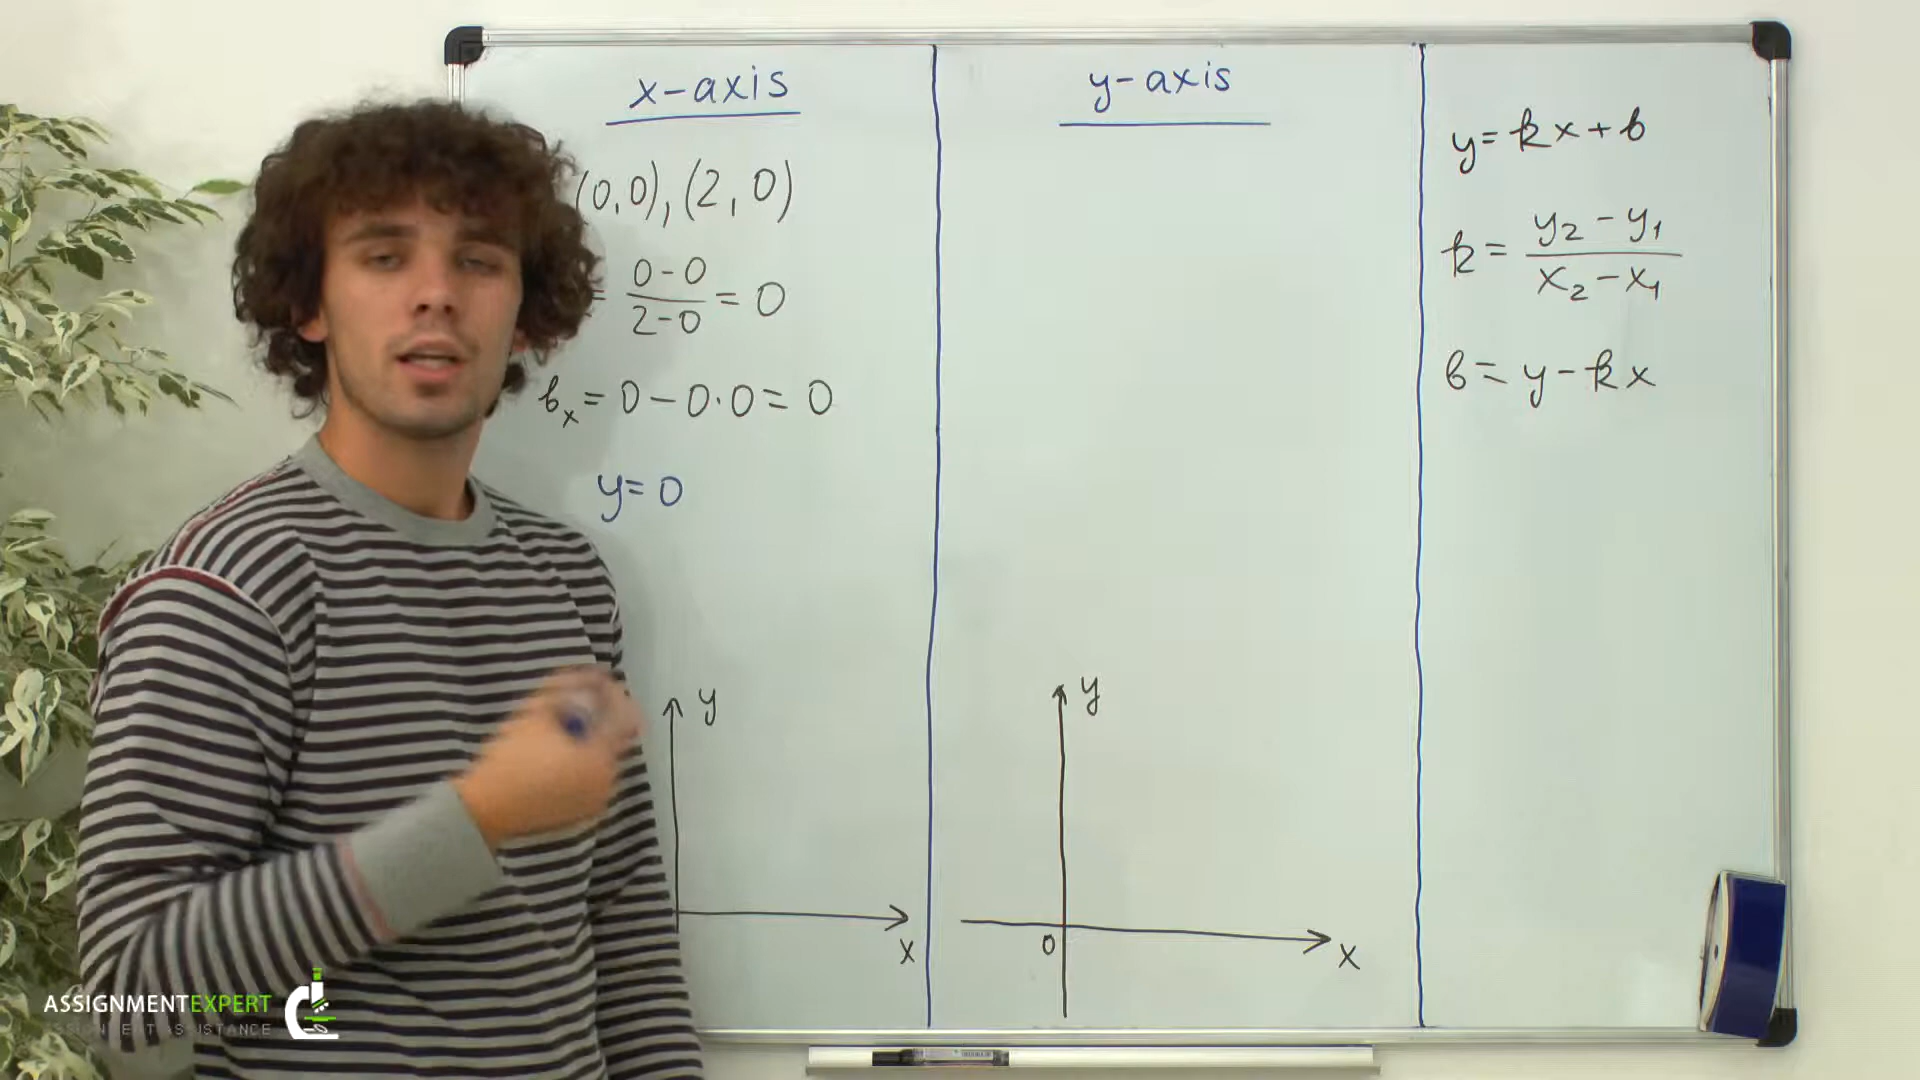 x-axis
(0,0), (2, 0)
= 0-0 / 2-0 = 0
bₓ = 0 - 0·0 = 0
y=0
y
x
y-axis
y
0
x
y = kx + b
k = y₂ - y₁ / x₂ - x₁
b = y - kx
ASSIGNMENTEXPERT